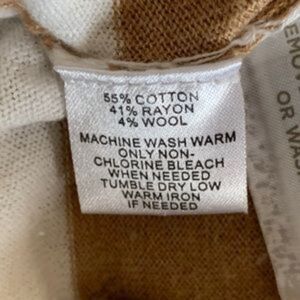 55% COTTON
41% RAYON
4% WOOL
MACHINE WASH WARM
ONLY NON-
CHLORINE BLEACH
WHEN NEEDED
TUMBLE DRY LOW
WARM IRON
IF NEEDED
OR WA